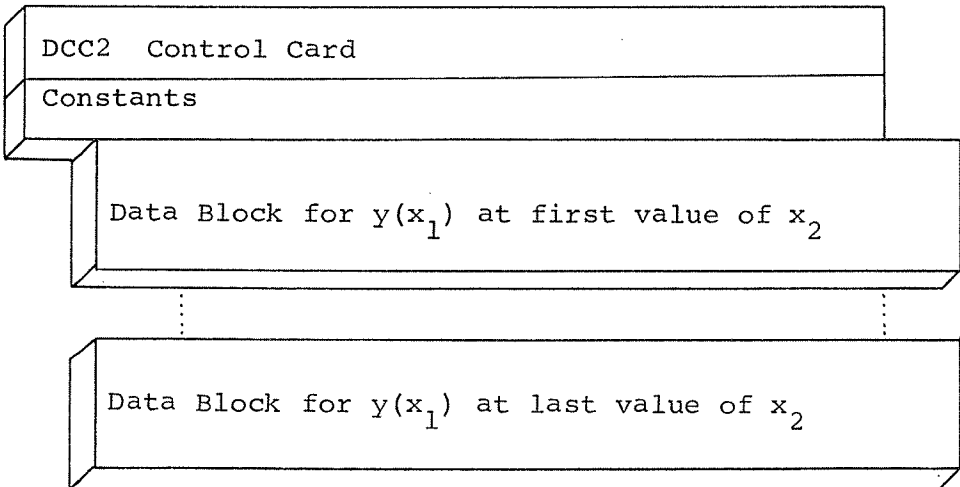 DCC2 Control Card
Constants
Data Block for y(x₁) at first value of x₂
Data Block for y(x₁) at last value of x₂